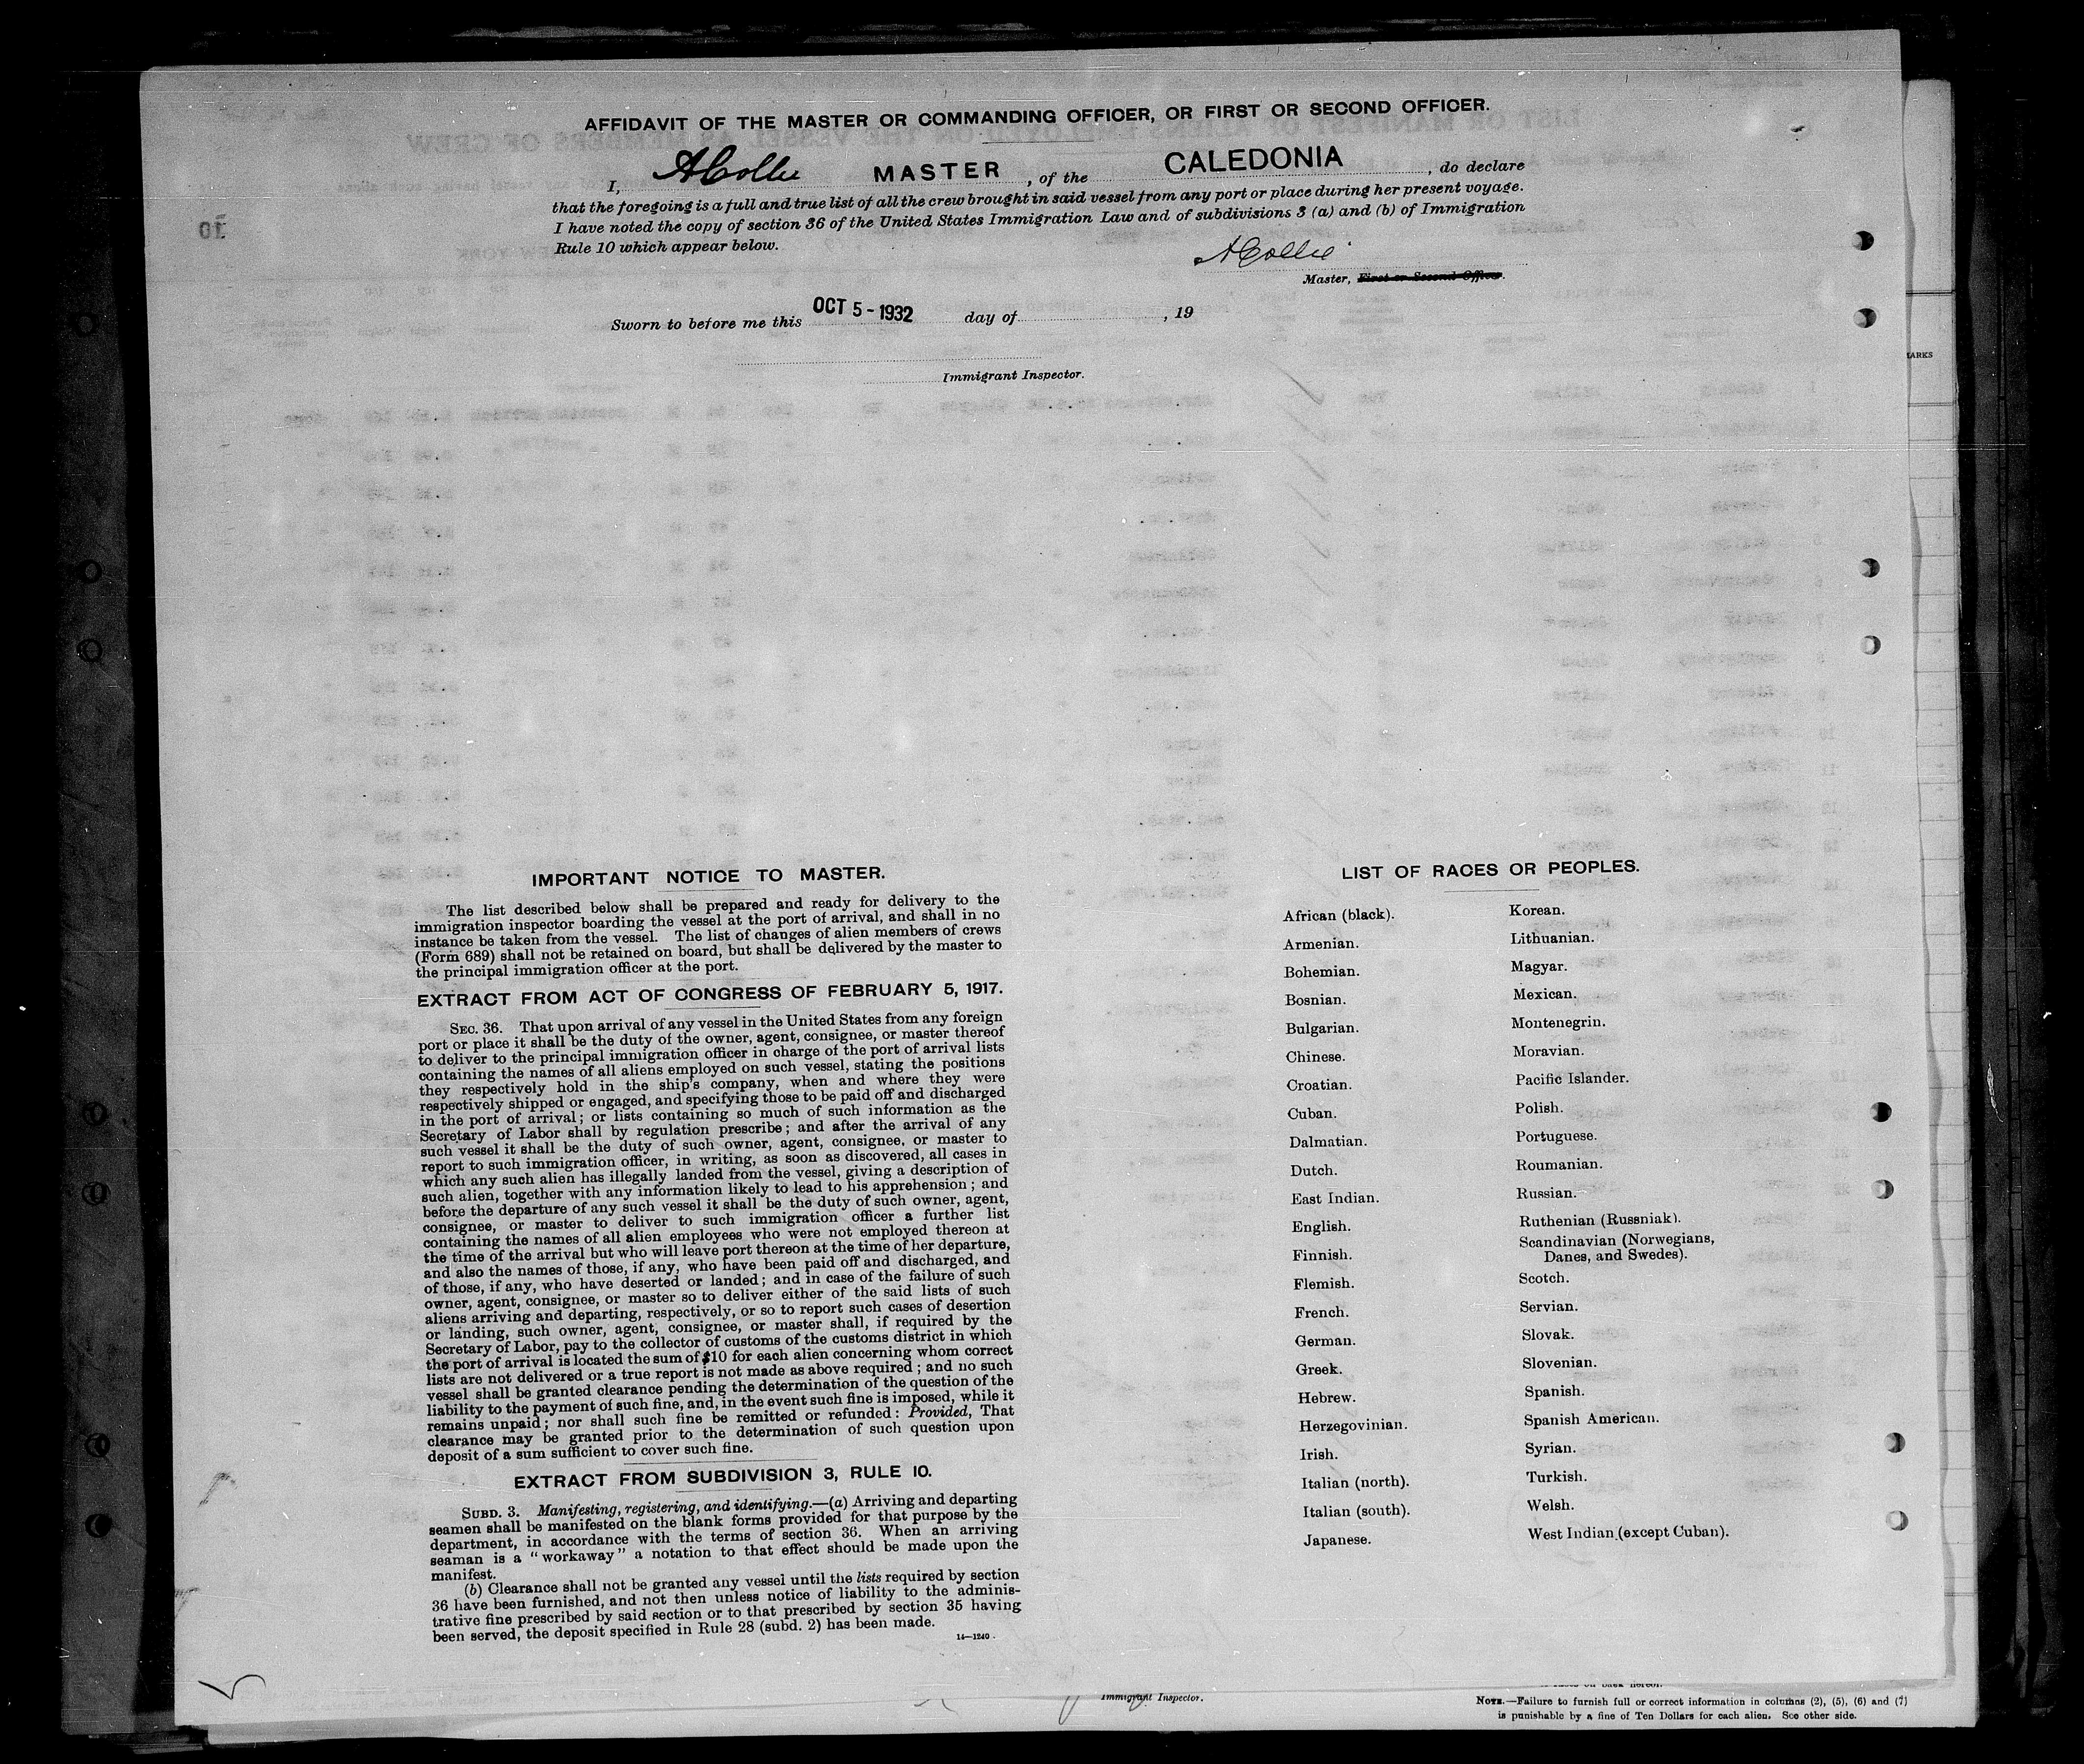 AFFIDAVIT OF THE MASTER OR COMMANDING OFFICER, OR FIRST OR SECOND OFFICER.
I, A Collie MASTER, of the CALEDONIA, do declare
that the foregoing is a full and true list of all the crew brought in said vessel from any port or place during her present voyage.
I have noted the copy of section 36 of the United States Immigration Law and of subdivisions 3 (a) and (b) of Immigration
Rule 10 which appear below.
A Collie
Master, First or Second Officer.
Sworn to before me this OCT 5 - 1932 day of , 19
Immigrant Inspector.
ARKS
IMPORTANT NOTICE TO MASTER.
The list described below shall be prepared and ready for delivery to the
immigration inspector boarding the vessel at the port of arrival, and shall in no
instance be taken from the vessel. The list of changes of alien members of crews
(Form 689) shall not be retained on board, but shall be delivered by the master to
the principal immigration officer at the port.
EXTRACT FROM ACT OF CONGRESS OF FEBRUARY 5, 1917.
SEC. 36. That upon arrival of any vessel in the United States from any foreign
port or place it shall be the duty of the owner, agent, consignee, or master thereof
to deliver to the principal immigration officer in charge of the port of arrival lists
containing the names of all aliens employed on such vessel, stating the positions
they respectively hold in the ship's company, when and where they were
respectively shipped or engaged, and specifying those to be paid off and discharged
in the port of arrival; or lists containing so much of such information as the
Secretary of Labor shall by regulation prescribe; and after the arrival of any
such vessel it shall be the duty of such owner, agent, consignee, or master to
report to such immigration officer, in writing, as soon as discovered, all cases in
which any such alien has illegally landed from the vessel, giving a description of
such alien, together with any information likely to lead to his apprehension; and
before the departure of any such vessel it shall be the duty of such owner, agent,
consignee, or master to deliver to such immigration officer a further list
containing the names of all alien employees who were not employed thereon at
the time of the arrival but who will leave port thereon at the time of her departure,
and also the names of those, if any, who have been paid off and discharged, and
of those, if any, who have deserted or landed; and in case of the failure of such
owner, agent, consignee, or master so to deliver either of the said lists of such
aliens arriving and departing, respectively, or so to report such cases of desertion
or landing, such owner, agent, consignee, or master shall, if required by the
Secretary of Labor, pay to the collector of customs of the customs district in which
the port of arrival is located the sum of $10 for each alien concerning whom correct
lists are not delivered or a true report is not made as above required; and no such
vessel shall be granted clearance pending the determination of the question of the
liability to the payment of such fine, and, in the event such fine is imposed, while it
remains unpaid; nor shall such fine be remitted or refunded: Provided, That
clearance may be granted prior to the determination of such question upon
deposit of a sum sufficient to cover such fine.
EXTRACT FROM SUBDIVISION 3, RULE 10.
SUBD. 3. Manifesting, registering, and identifying.—(a) Arriving and departing
seamen shall be manifested on the blank forms provided for that purpose by the
department, in accordance with the terms of section 36. When an arriving
seaman is a "workaway" a notation to that effect should be made upon the
manifest.
(b) Clearance shall not be granted any vessel until the lists required by section
36 have been furnished, and not then unless notice of liability to the adminis-
trative fine prescribed by said section or to that prescribed by section 35 having
been served, the deposit specified in Rule 28 (subd. 2) has been made.
14—1240
LIST OF RACES OR PEOPLES.
African (black).
Armenian.
Bohemian.
Bosnian.
Bulgarian.
Chinese.
Croatian.
Cuban.
Dalmatian.
Dutch.
East Indian.
English.
Finnish.
Flemish.
French.
German.
Greek.
Hebrew.
Herzegovinian.
Irish.
Italian (north).
Italian (south).
Japanese.
Korean.
Lithuanian.
Magyar.
Mexican.
Montenegrin.
Moravian.
Pacific Islander.
Polish.
Portuguese.
Roumanian.
Russian.
Ruthenian (Russniak).
Scandinavian (Norwegians,
Danes, and Swedes).
Scotch.
Servian.
Slovak.
Slovenian.
Spanish.
Spanish American.
Syrian.
Turkish.
Welsh.
West Indian (except Cuban).
Immigrant Inspector.
NOTE.—Failure to furnish full or correct information in columns (2), (5), (6) and (7)
is punishable by a fine of Ten Dollars for each alien. See other side.